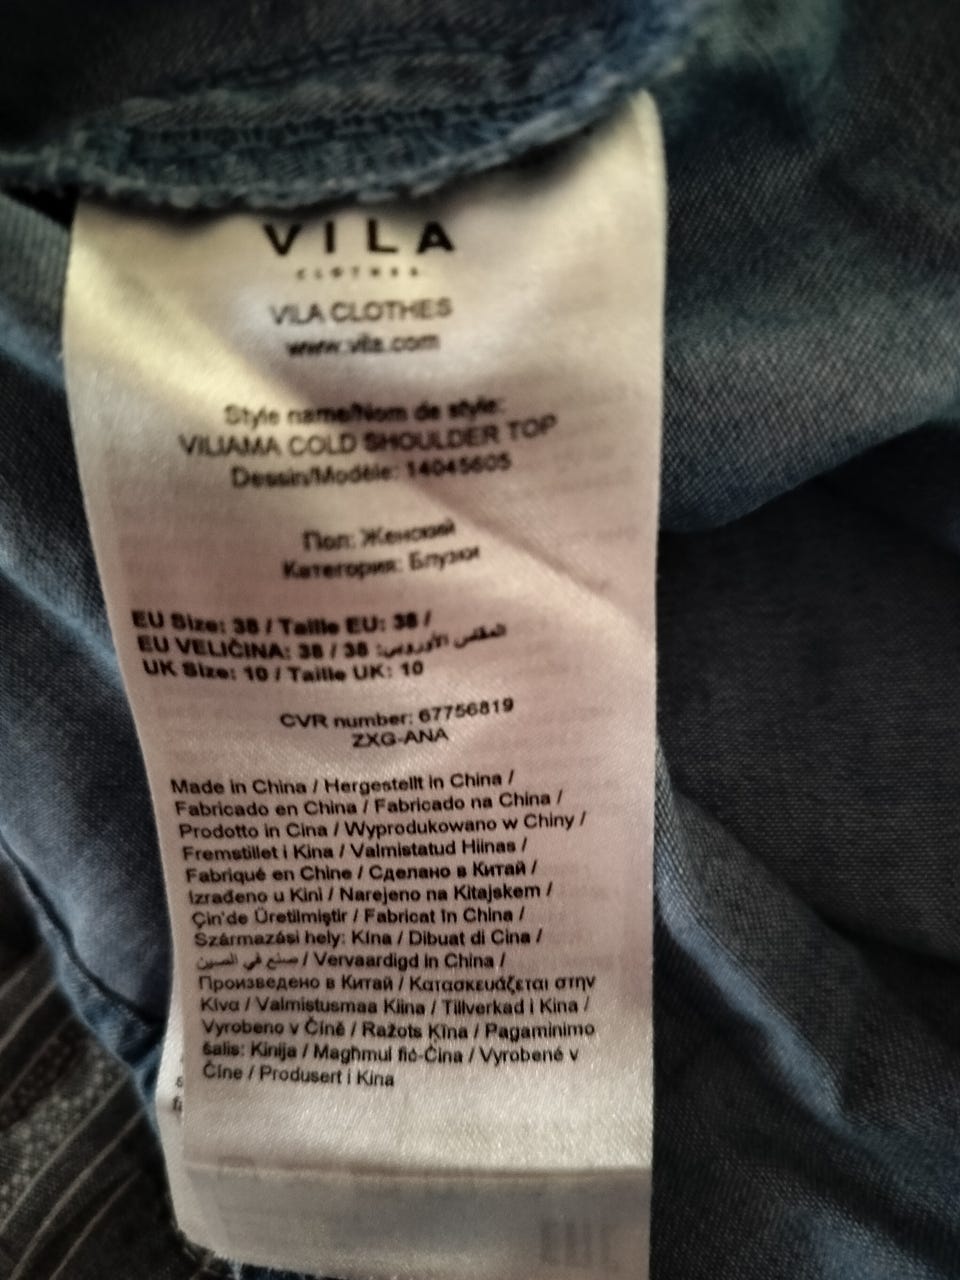 VILA
CLOTHES
VILA CLOTHES
www.vila.com
Style name/Nom de style:
VILIAMA COLD SHOULDER TOP
Dessin/Modèle: 14045605
Пол: Женский
Категория: Блузки
EU Size: 38 / Taille EU: 38 /
EU VELIČINA: 38 / 38 :المقاس الأوروبي
UK Size: 10 / Taille UK: 10
CVR number: 67756819
ZXG-ANA
Made in China / Hergestellt in China /
Fabricado en China / Fabricado na China /
Prodotto in Cina / Wyprodukowano w Chiny /
Fremstillet i Kina / Valmistatud Hiinas /
Fabriqué en Chine / Сделано в Китай /
Izrađeno u Kini / Narejeno na Kitajskem /
Çin'de Üretilmiştir / Fabricat în China /
Származási hely: Kína / Dibuat di Cina /
صنع في الصين / Vervaardigd in China /
Произведено в Китай / Κατασκευάζεται στην
Κίνα / Valmistusmaa Kiina / Tillverkad i Kina /
Vyrobeno v Číně / Ražots Ķīna / Pagaminimo
šalis: Kinija / Magħmul fiċ-Ċina / Vyrobené v
Číne / Produsert i Kina